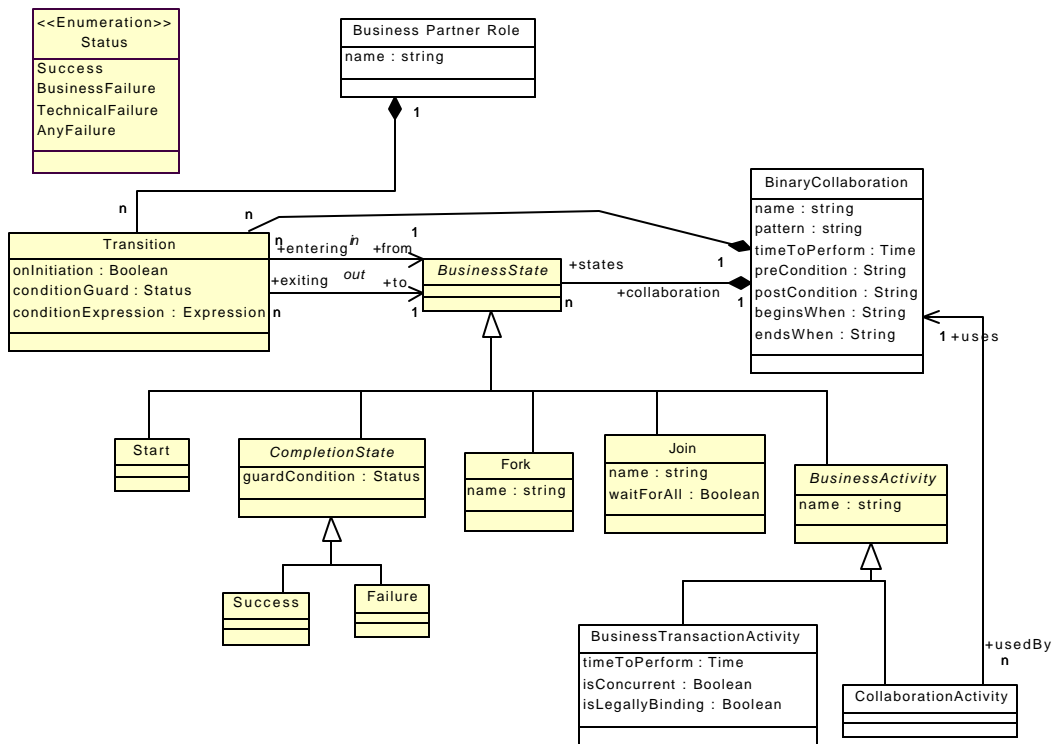 <<Enumeration>>
Status
Success
BusinessFailure
TechnicalFailure
AnyFailure
Business Partner Role
name : string
1
n
n
Transition
onInitiation : Boolean
conditionGuard : Status
conditionExpression : Expression
n
+entering
in
+from
1
+exiting
out
+to
n
1
BusinessState
+states
n
+collaboration
1
1
BinaryCollaboration
name : string
pattern : string
timeToPerform : Time
preCondition : String
postCondition : String
beginsWhen : String
endsWhen : String
1 +uses
Start
CompletionState
guardCondition : Status
Fork
name : string
Join
name : string
waitForAll : Boolean
BusinessActivity
name : string
Success
Failure
BusinessTransactionActivity
timeToPerform : Time
isConcurrent : Boolean
isLegallyBinding : Boolean
+usedBy
n
CollaborationActivity